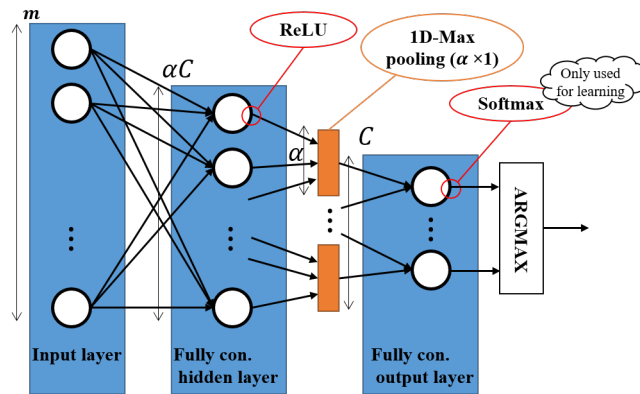 m
ReLU
1D-Max
pooling (α ×1)
Only used
for learning
Softmax
αC
α
C
ARGMAX
Input layer
Fully con.
hidden layer
Fully con.
output layer